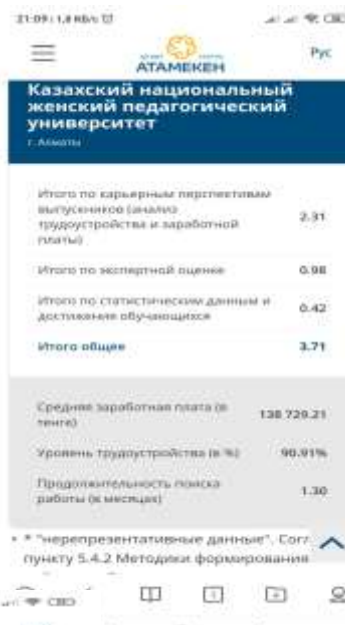 21:09 | 1,8 КБ/с
АТАМЕКЕН
Рус
Казахский национальный
женский педагогический
университет
г. Алматы
Итого по карьерным перспективам
выпускников (анализ
трудоустройства и заработной
платы)
2.31
Итого по экспертной оценке
0.98
Итого по статистическим данным и
достижения обучающихся
0.42
Итого общее
3.71
Средняя заработная плата (в
тенге)
138 729.21
Уровень трудоустройства (в %)
90.91%
Продолжительность поиска
работы (в месяцах)
1.30
* "нерепрезентативные данные". Согл
пункту 5.4.2 Методики формирования